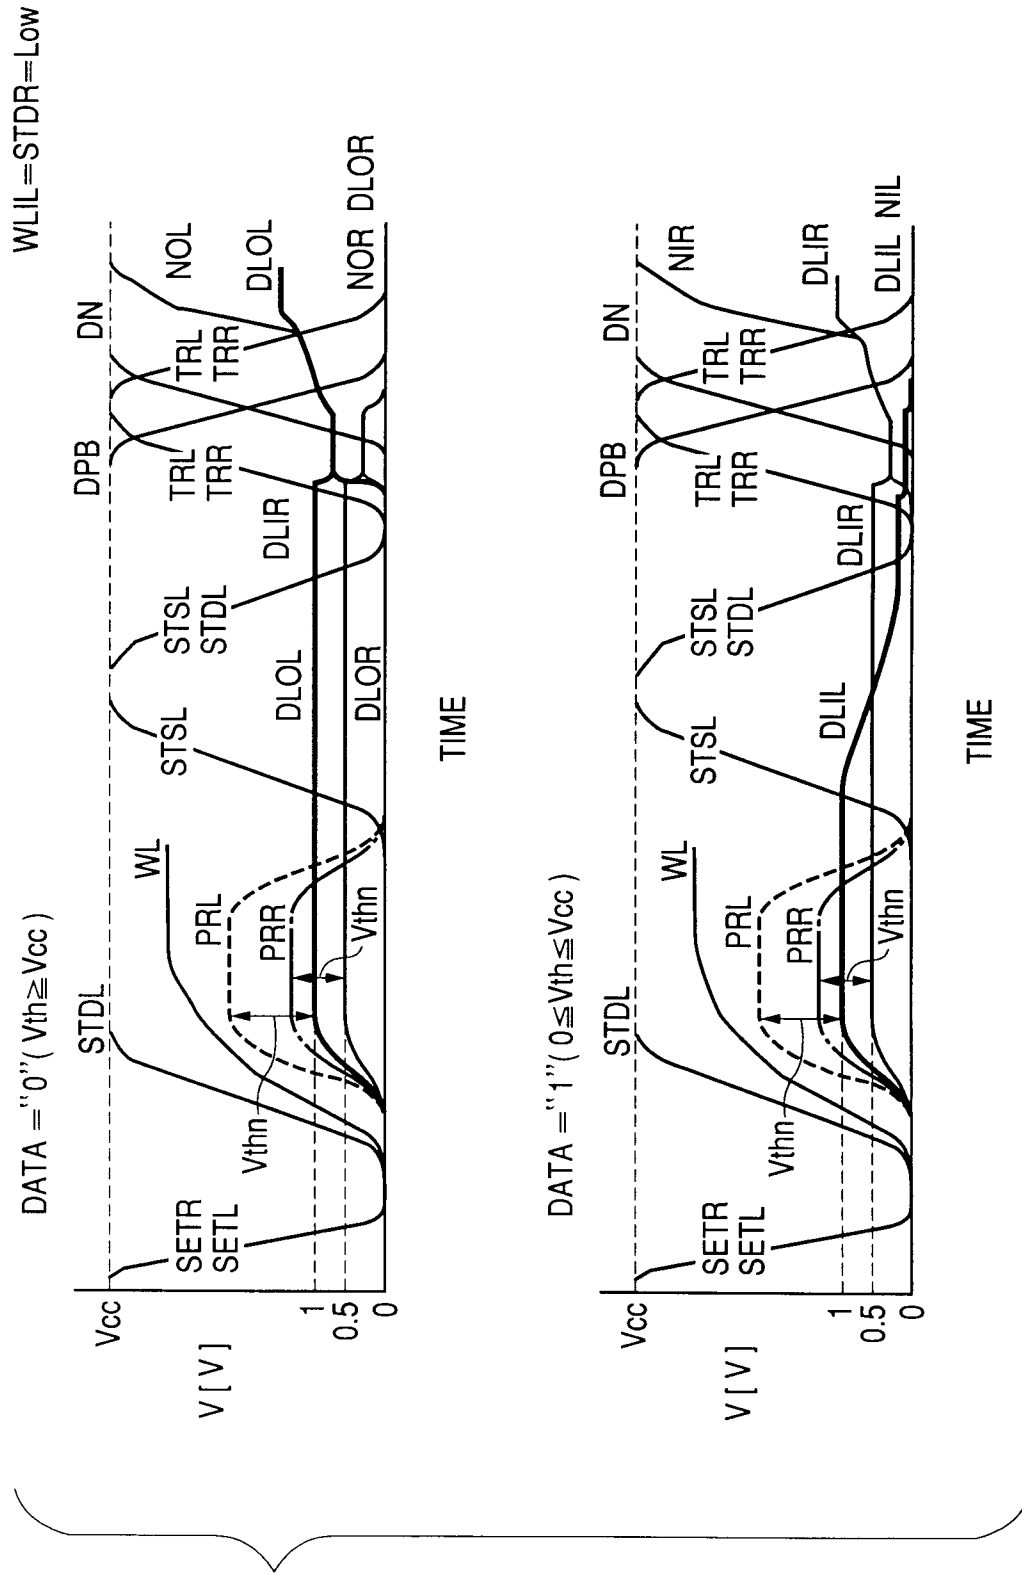 WLIL=STDR=Low
DATA ="0"( Vth≧Vcc )
Vcc
1
0.5
0
V [ V ]
SETR
SETL
STDL
WL
PRL
PRR
Vthn
Vthn
STSL
STSL
STDL
DLOL
DLOR
DLIR
DPB
TRL
TRR
DN
TRL
TRR
NOL
DLOL
NOR DLOR
TIME
DATA ="1"( 0≦Vth≦Vcc )
Vcc
1
0.5
0
V [ V ]
SETR
SETL
STDL
WL
PRL
PRR
Vthn
Vthn
STSL
STSL
STDL
DLIL
DLIR
DPB
TRL
TRR
DN
TRL
TRR
NIR
DLIR
DLIL NIL
TIME